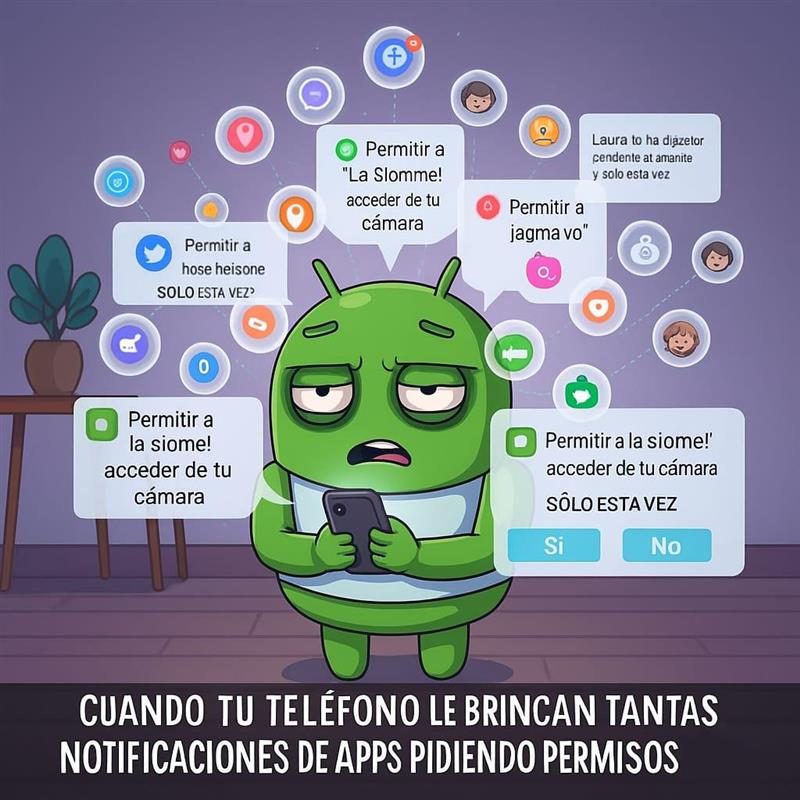 Permitir a
"La Slomme!
acceder de tu
cámara
Laura to ha diązetor
cendente at amanite
y solo esta vez
Permitir a
jagma vo"
Permitir a
hose heisone
SOLO ESTA VEZ?
Permitir a
la siome!
acceder de tu
cámara
Permitir a la siome!'
acceder de tu cámara
SÔLO ESTA VEZ
Si
No
CUANDO TU TELÉFONO LE BRINCAN TANTAS
NOTIFICACIONES DE APPS PIDIENDO PERMISOS